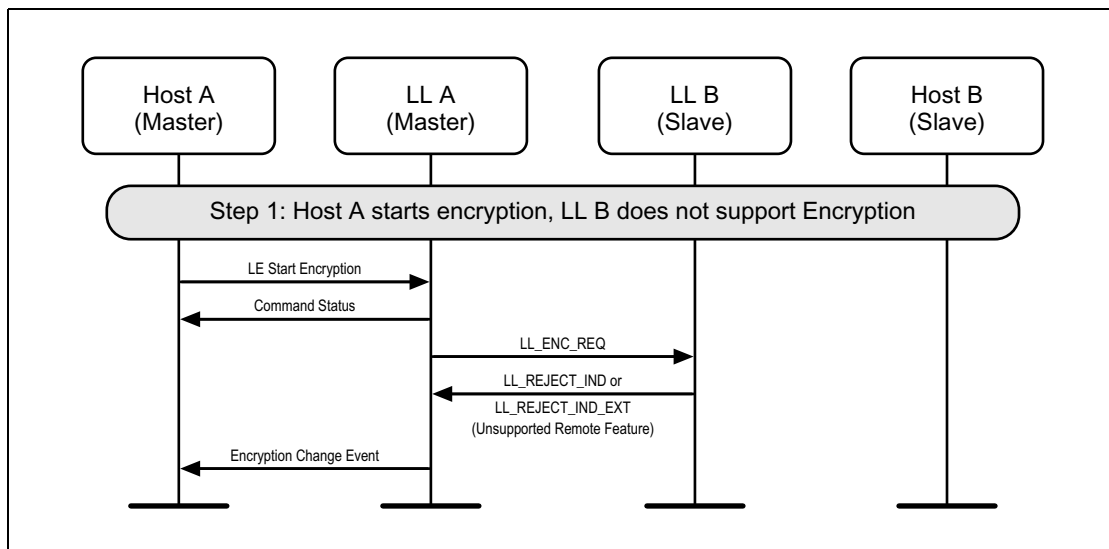 Host A
(Master)
LL A
(Master)
LL B
(Slave)
Host B
(Slave)
Step 1: Host A starts encryption, LL B does not support Encryption
LE Start Encryption
Command Status
LL_ENC_REQ
LL_REJECT_IND or
LL_REJECT_IND_EXT
(Unsupported Remote Feature)
Encryption Change Event